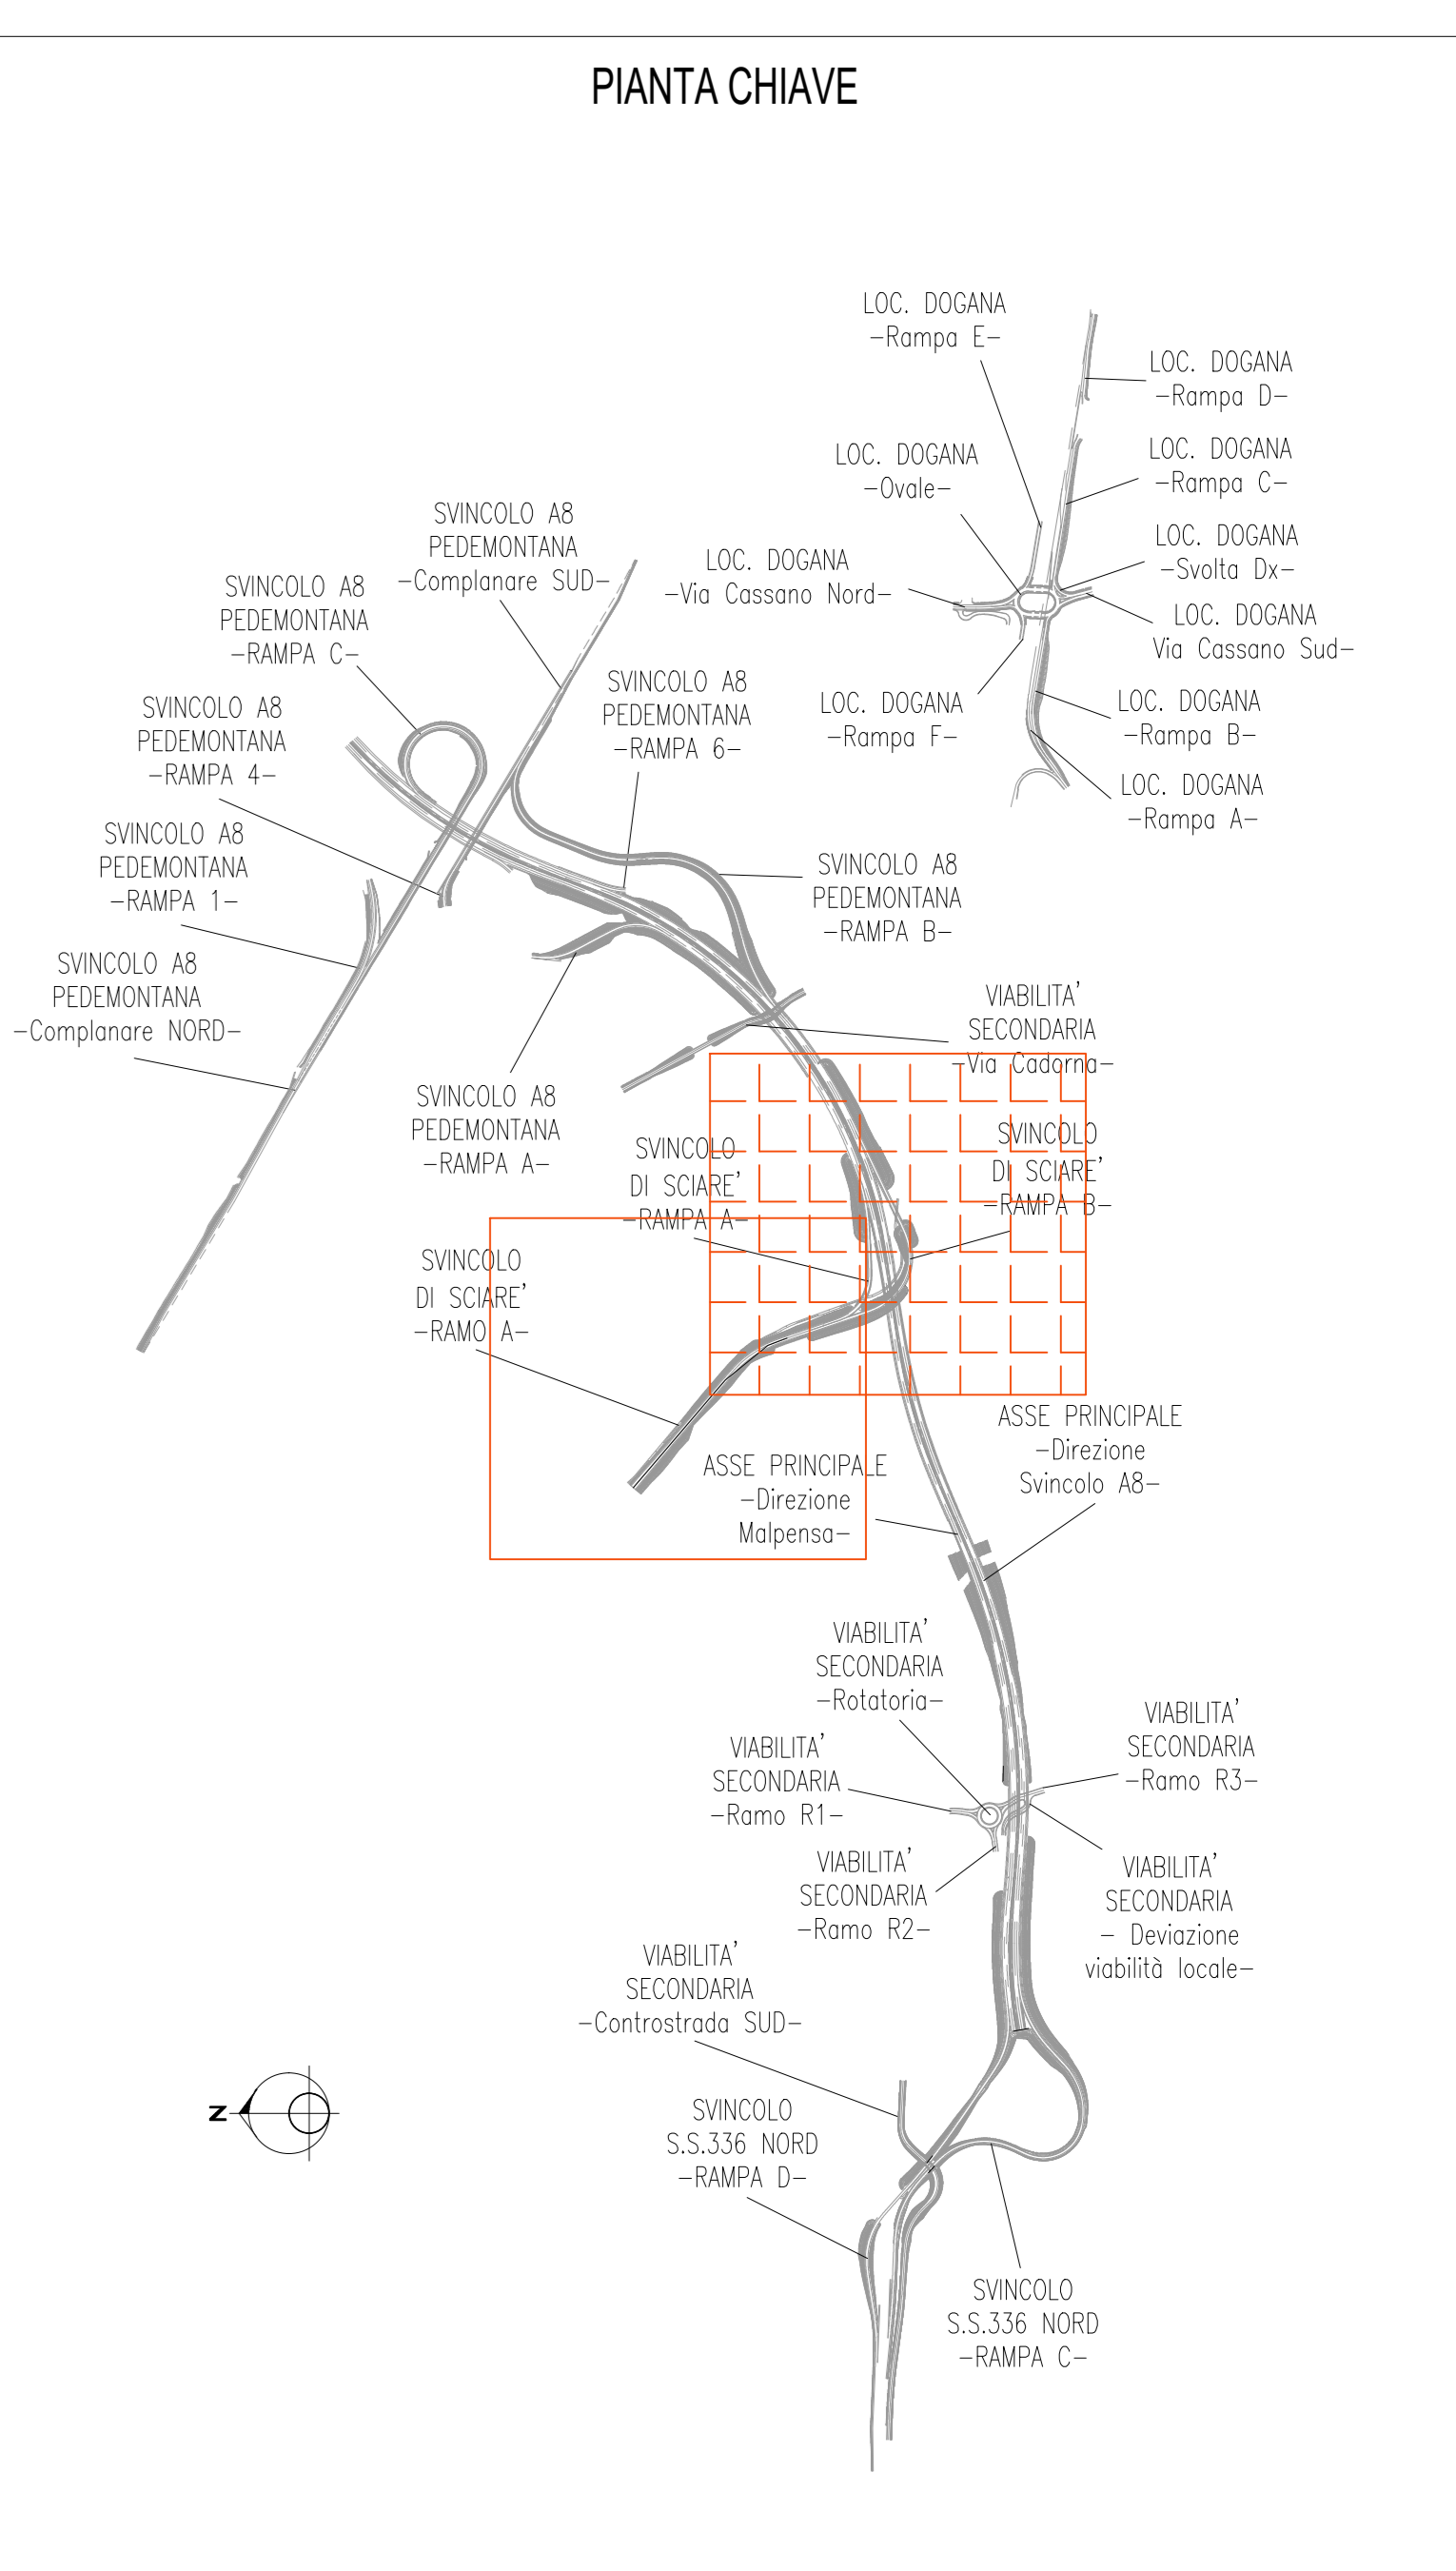 PIANTA CHIAVE
LOC. DOGANA
-Rampa E-
LOC. DOGANA
-Rampa D-
LOC. DOGANA
-Ovale-
LOC. DOGANA
-Rampa C-
SVINCOLO A8
PEDEMONTANA
-Complanare SUD-
LOC. DOGANA
-Svolta Dx-
LOC. DOGANA
-Via Cassano Nord-
SVINCOLO A8
PEDEMONTANA
-RAMPA C-
LOC. DOGANA
Via Cassano Sud-
SVINCOLO A8
PEDEMONTANA
-RAMPA 6-
SVINCOLO A8
PEDEMONTANA
-RAMPA 4-
LOC. DOGANA
-Rampa F-
LOC. DOGANA
-Rampa B-
LOC. DOGANA
-Rampa A-
SVINCOLO A8
PEDEMONTANA
-RAMPA 1-
SVINCOLO A8
PEDEMONTANA
-RAMPA B-
SVINCOLO A8
PEDEMONTANA
-Complanare NORD-
VIABILITA'
SECONDARIA
-Via Cadorna-
SVINCOLO A8
PEDEMONTANA
-RAMPA A-
SVINCOLO
DI SCIARE'
-RAMPA A-
SVINCOLO
DI SCIARE'
-RAMPA B-
SVINCOLO
DI SCIARE'
-RAMO A-
ASSE PRINCIPALE
-Direzione
Svincolo A8-
ASSE PRINCIPALE
-Direzione
Malpensa-
VIABILITA'
SECONDARIA
-Rotatoria-
VIABILITA'
SECONDARIA
-Ramo R3-
VIABILITA'
SECONDARIA
-Ramo R1-
VIABILITA'
SECONDARIA
-Ramo R2-
VIABILITA'
SECONDARIA
- Deviazione
viabilità locale-
VIABILITA'
SECONDARIA
-Controstrada SUD-
N
SVINCOLO
S.S.336 NORD
-RAMPA D-
SVINCOLO
S.S.336 NORD
-RAMPA C-